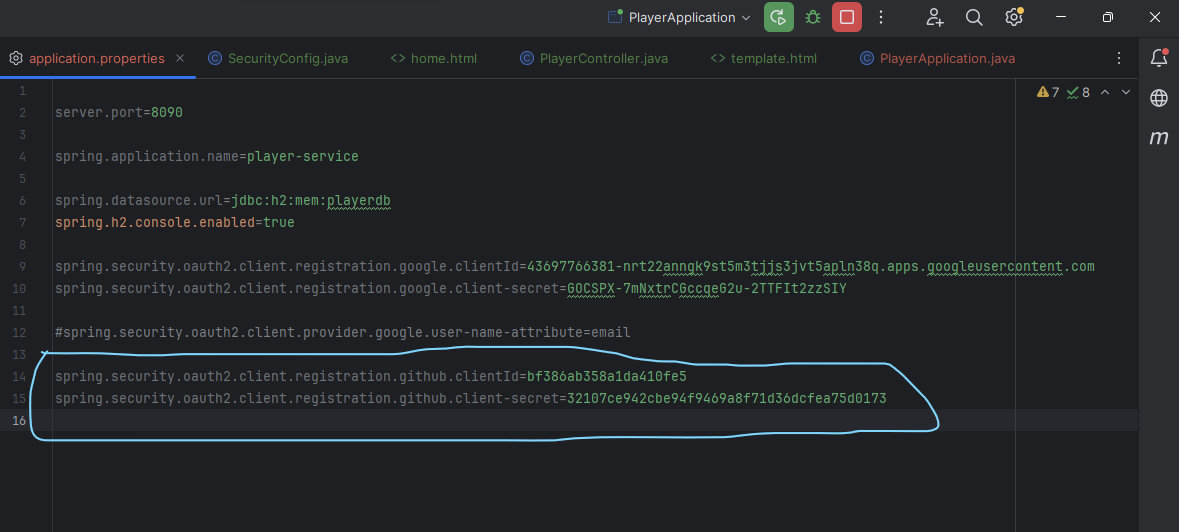 PlayerApplication
application.properties SecurityConfig.java home.html PlayerController.java template.html PlayerApplication.java
7 8
1
2 server.port=8090
3
4 spring.application.name=player-service
5
6 spring.datasource.url=jdbc:h2:mem:playerdb
7 spring.h2.console.enabled=true
8
9 spring.security.oauth2.client.registration.google.clientId=43697766381-nrt22anngk9st5m3tjjs3jvt5apln38q.apps.googleusercontent.com
10 spring.security.oauth2.client.registration.google.client-secret=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
11
12 #spring.security.oauth2.client.provider.google.user-name-attribute=email
13
14 spring.security.oauth2.client.registration.github.clientId=bf386ab358a1da410fe5
15 spring.security.oauth2.client.registration.github.client-secret=32107ce942cbe94f9469a8f71d36dcfea75d0173
16
m